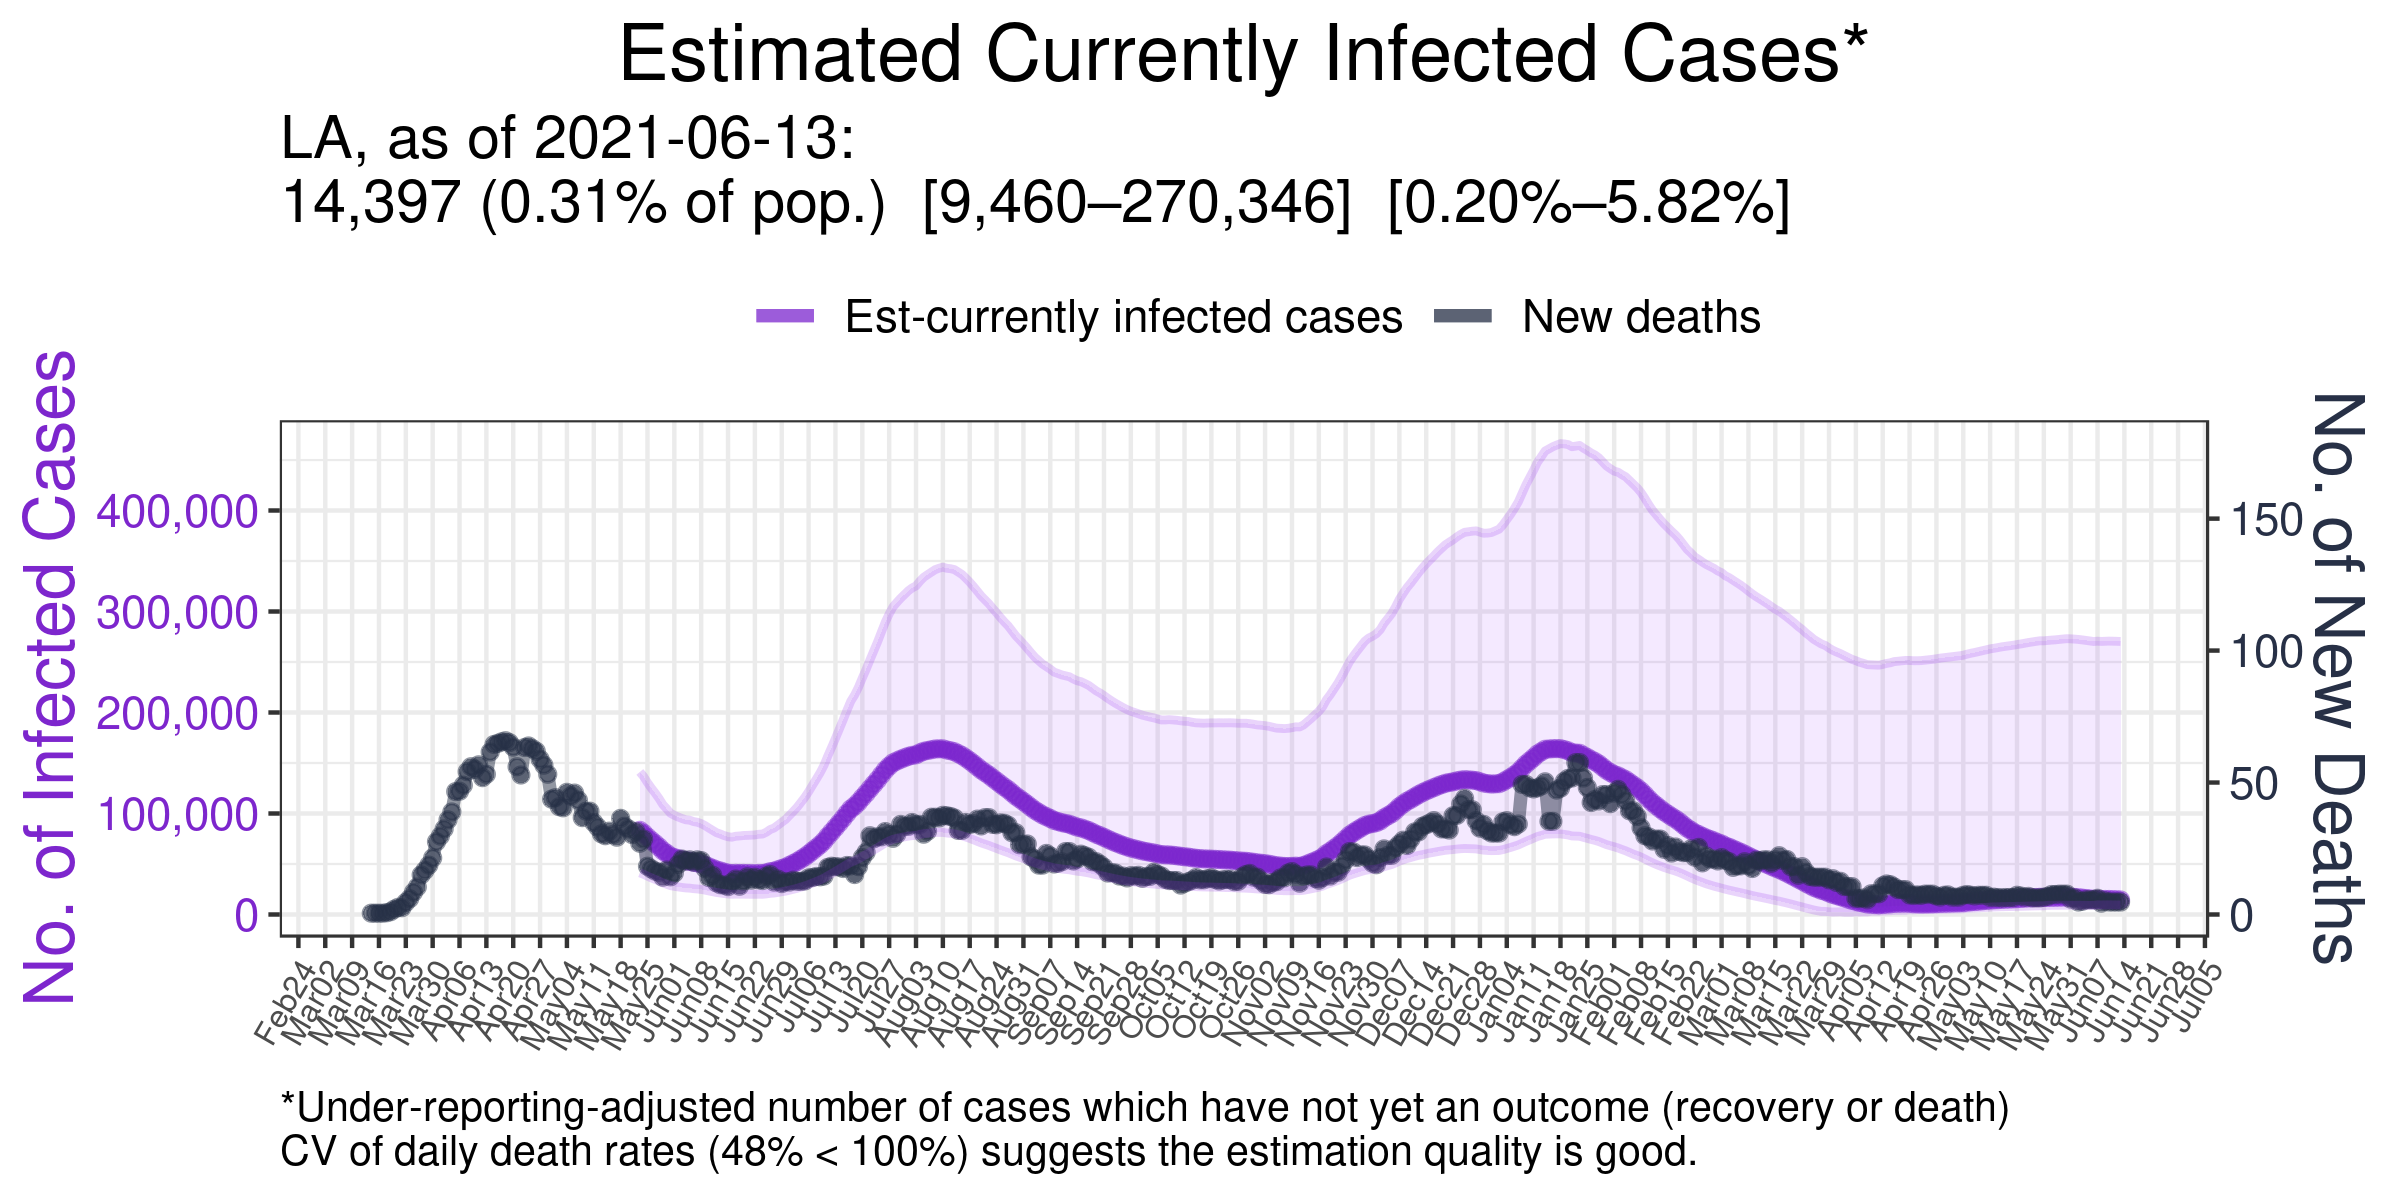 Estimated Currently Infected Cases*
LA, as of 2021-06-13:
14,397 (0.31% of pop.) [9,460–270,346] [0.20%–5.82%]
Est-currently infected cases
New deaths
No. of Infected Cases
400,000
300,000
200,000
100,000
0
150
100
50
0
No. of New Deaths
Feb24
Mar02
Mar09
Mar16
Mar23
Mar30
Apr06
Apr13
Apr20
Apr27
May04
May11
May18
May25
Jun01
Jun08
Jun15
Jun22
Jun29
Jul06
Jul13
Jul20
Jul27
Aug03
Aug10
Aug17
Aug24
Aug31
Sep07
Sep14
Sep21
Sep28
Oct05
Oct12
Oct19
Oct26
Nov02
Nov09
Nov16
Nov23
Nov30
Dec07
Dec14
Dec21
Dec28
Jan04
Jan11
Jan18
Jan25
Feb01
Feb08
Feb15
Feb22
Mar01
Mar08
Mar15
Mar22
Mar29
Apr05
Apr12
Apr19
Apr26
May03
May10
May17
May24
May31
Jun07
Jun14
Jun21
Jun28
Jul05
*Under-reporting-adjusted number of cases which have not yet an outcome (recovery or death)
CV of daily death rates (48% < 100%) suggests the estimation quality is good.